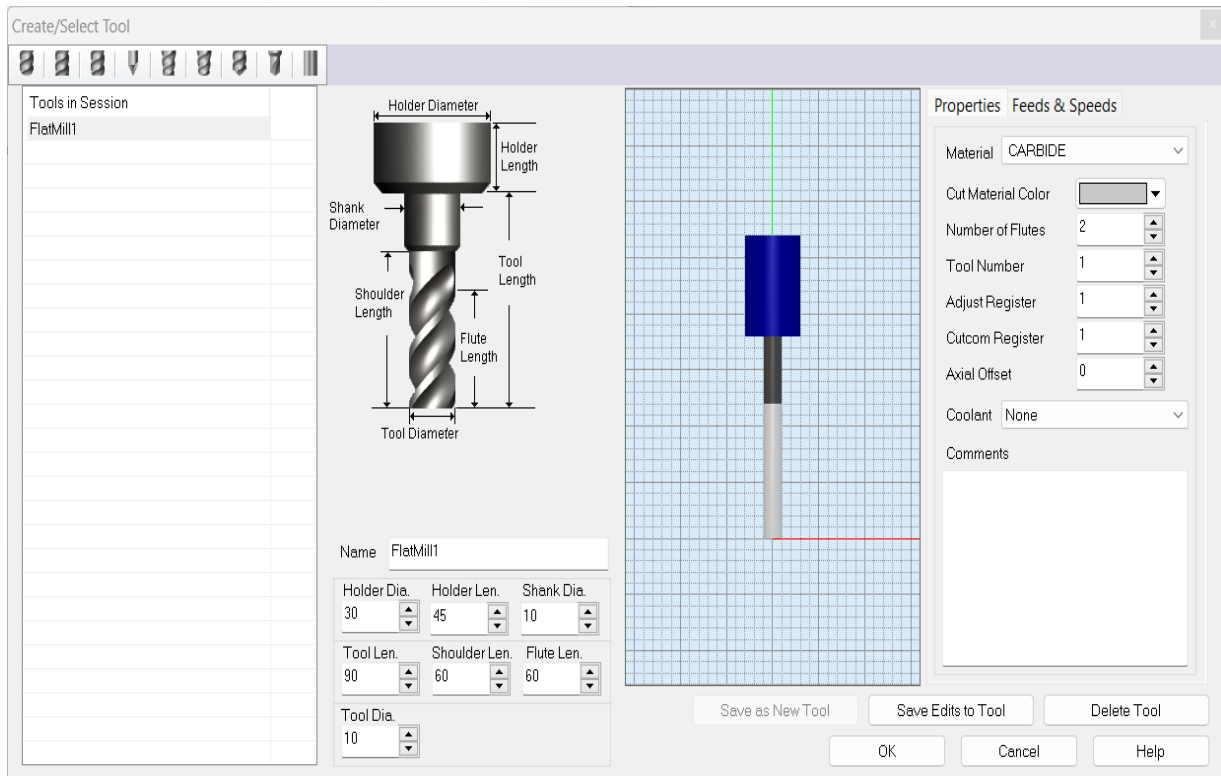 Create/Select Tool
Tools in Session
FlatMill1
Holder Diameter
Holder
Length
Shank
Diameter
Tool
Length
Shoulder
Length
Flute
Length
Tool Diameter
Name FlatMill1
Holder Dia. Holder Len. Shank Dia.
30 45 10
Tool Len. Shoulder Len. Flute Len.
90 60 60
Tool Dia.
10
Properties Feeds & Speeds
Material CARBIDE
Cut Material Color
Number of Flutes 2
Tool Number 1
Adjust Register 1
Cutcom Register 1
Axial Offset 0
Coolant None
Comments
Save as New Tool Save Edits to Tool Delete Tool
OK Cancel Help